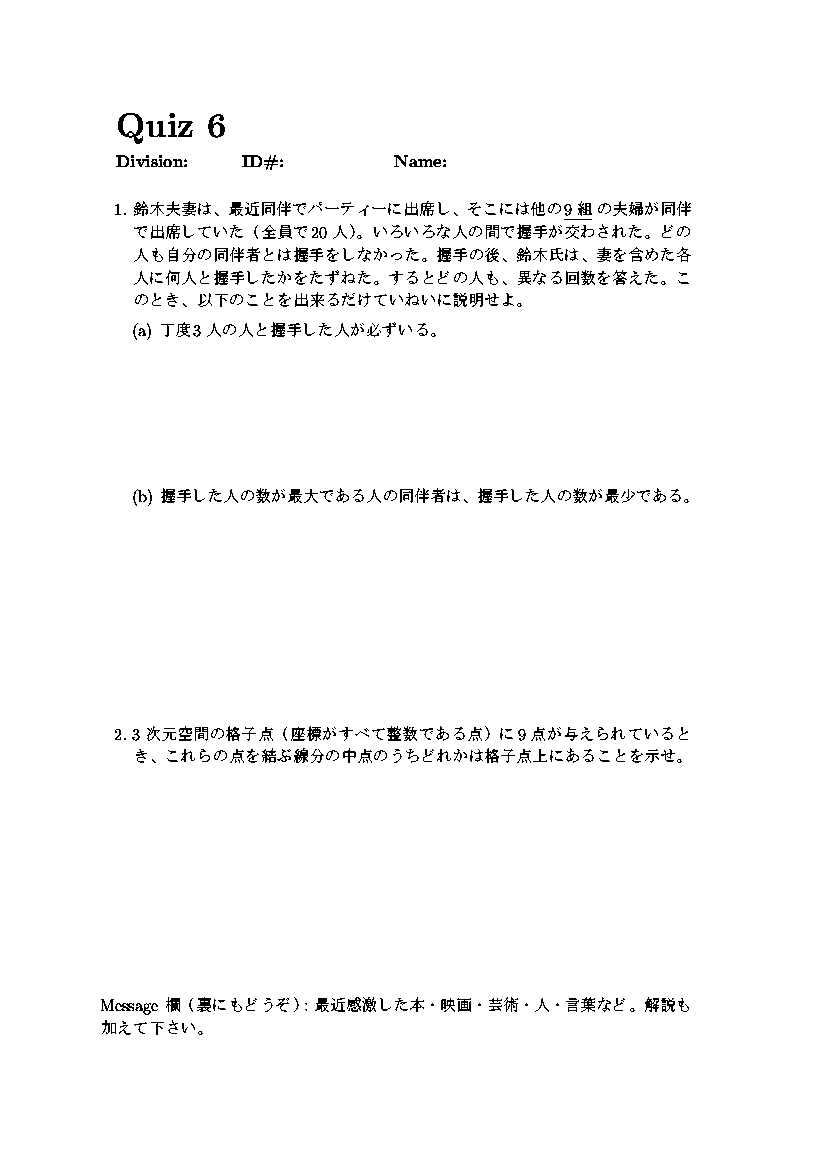 Quiz 6
Division: ID#: Name:
1. 鈴木夫妻は、最近同伴でパーティーに出席し、そこには他の9 組 の夫婦が同伴
で出席していた（全員で 20 人）。いろいろな人の間で握手が交わされた。どの
人も自分の同伴者とは握手をしなかった。握手の後、鈴木氏は、妻を含めた各
人に何人と握手したかをたずねた。するとどの人も、異なる回数を答えた。こ
のとき、以下のことを出来るだけていねいに説明せよ。
(a) 丁度3 人の人と握手した人が必ずいる。
(b) 握手した人の数が最大である人の同伴者は、握手した人の数が最少である。
2. 3 次元空間の格子点（座標がすべて整数である点）に 9 点が与えられていると
き、これらの点を結ぶ線分の中点のうちどれかは格子点上にあることを示せ。
Message 欄（裏にもどうぞ）: 最近感激した本・映画・芸術・人・言葉など。解説も
加えて下さい。